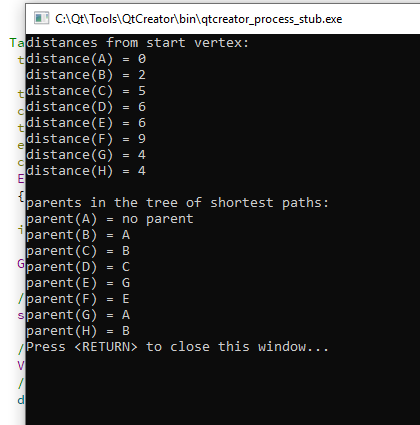 C:\Qt\Tools\QtCreator\bin\qtcreator_process_stub.exe
distances from start vertex:
distance(A) = 0
distance(B) = 2
distance(C) = 5
distance(D) = 6
distance(E) = 6
distance(F) = 9
distance(G) = 4
distance(H) = 4
parents in the tree of shortest paths:
parent(A) = no parent
parent(B) = A
parent(C) = B
parent(D) = C
parent(E) = G
parent(F) = E
parent(G) = A
parent(H) = B
Press <RETURN> to close this window...